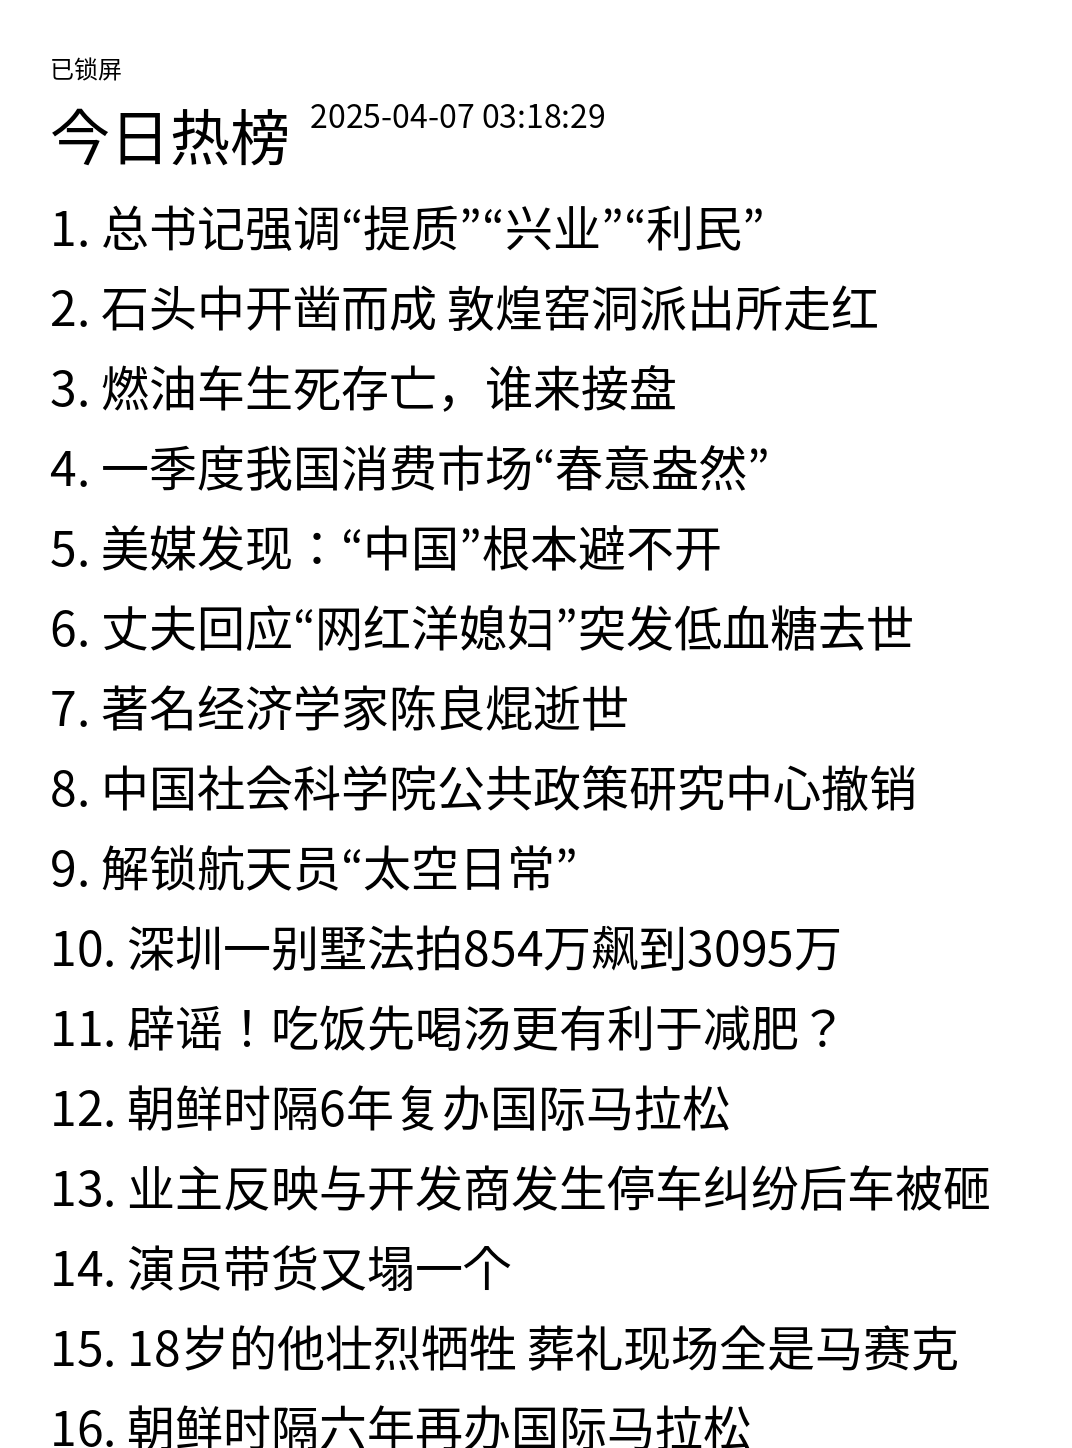 已锁屏
今日热榜 2025-04-07 03:18:29
1. 总书记强调“提质”“兴业”“利民”
2. 石头中开凿而成 敦煌窑洞派出所走红
3. 燃油车生死存亡，谁来接盘
4. 一季度我国消费市场“春意盎然”
5. 美媒发现：“中国”根本避不开
6. 丈夫回应“网红洋媳妇”突发低血糖去世
7. 著名经济学家陈良焜逝世
8. 中国社会科学院公共政策研究中心撤销
9. 解锁航天员“太空日常”
10. 深圳一别墅法拍854万飙到3095万
11. 辟谣！吃饭先喝汤更有利于减肥？
12. 朝鲜时隔6年复办国际马拉松
13. 业主反映与开发商发生停车纠纷后车被砸
14. 演员带货又塌一个
15. 18岁的他壮烈牺牲 葬礼现场全是马赛克
16. 朝鲜时隔六年再办国际马拉松